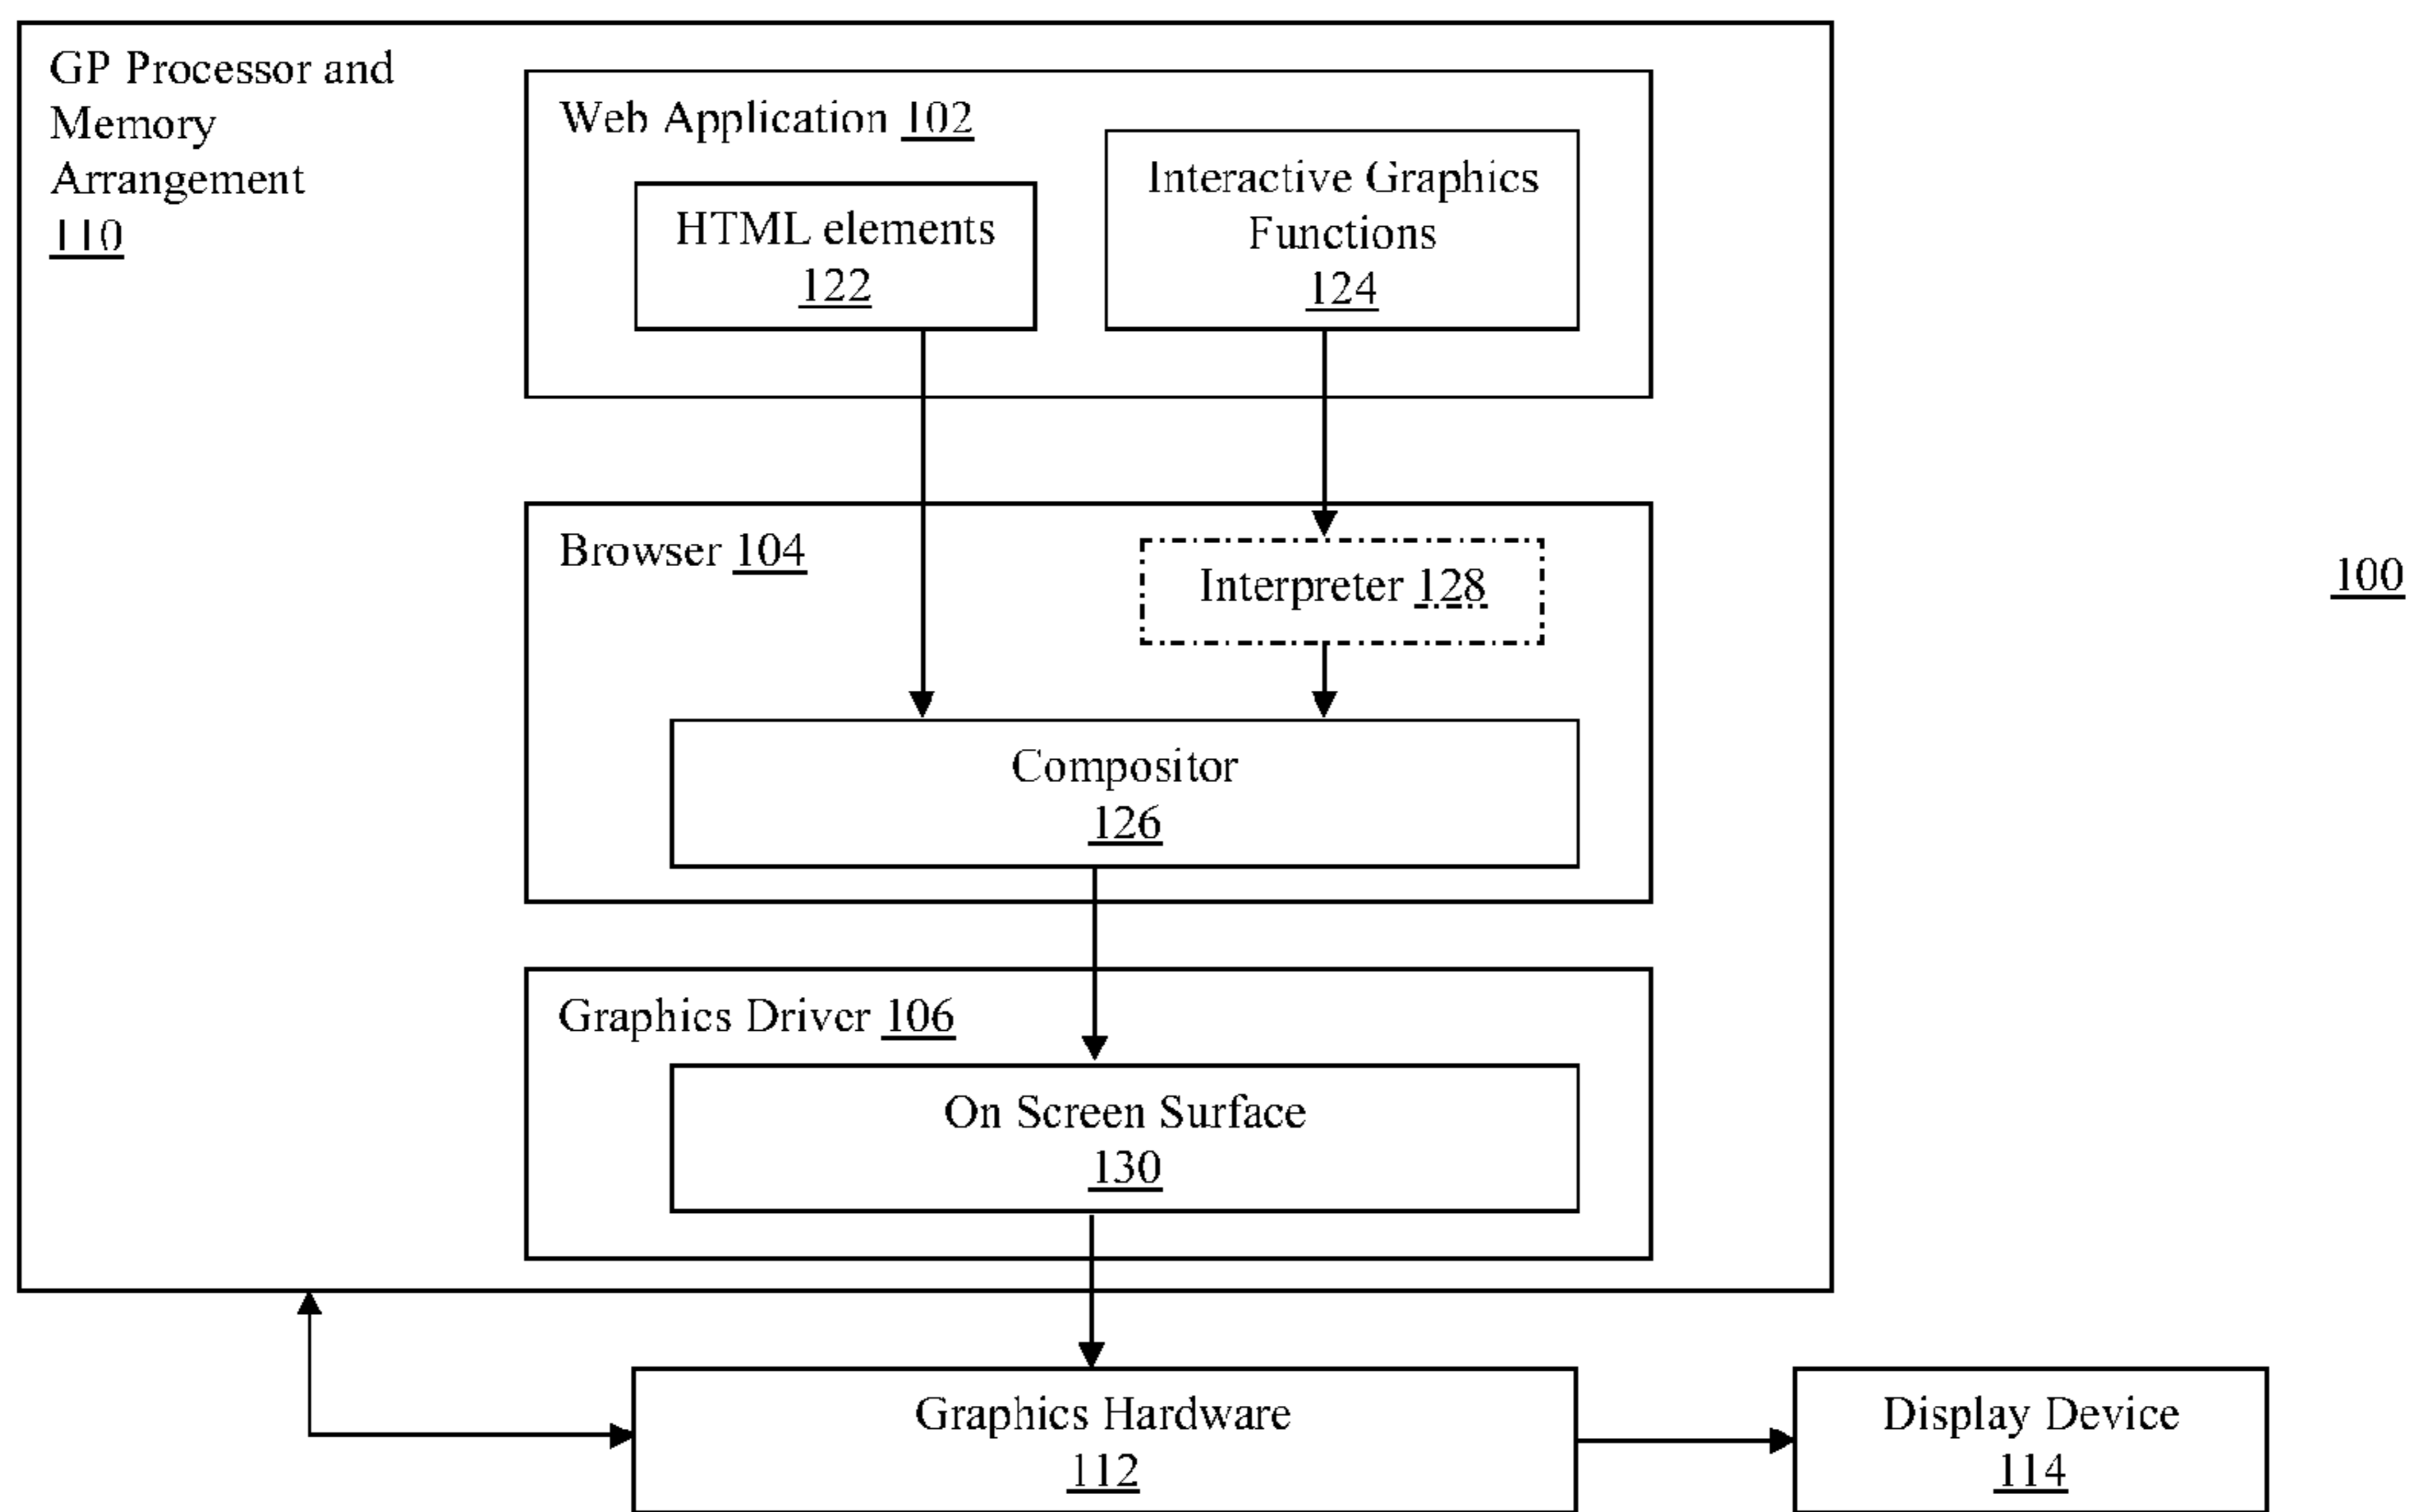 GP Processor and
Memory
Arrangement
110
Web Application 102
HTML elements
122
Interactive Graphics
Functions
124
Browser 104
Interpreter 128
100
Compositor
126
Graphics Driver 106
On Screen Surface
130
Graphics Hardware
112
Display Device
114